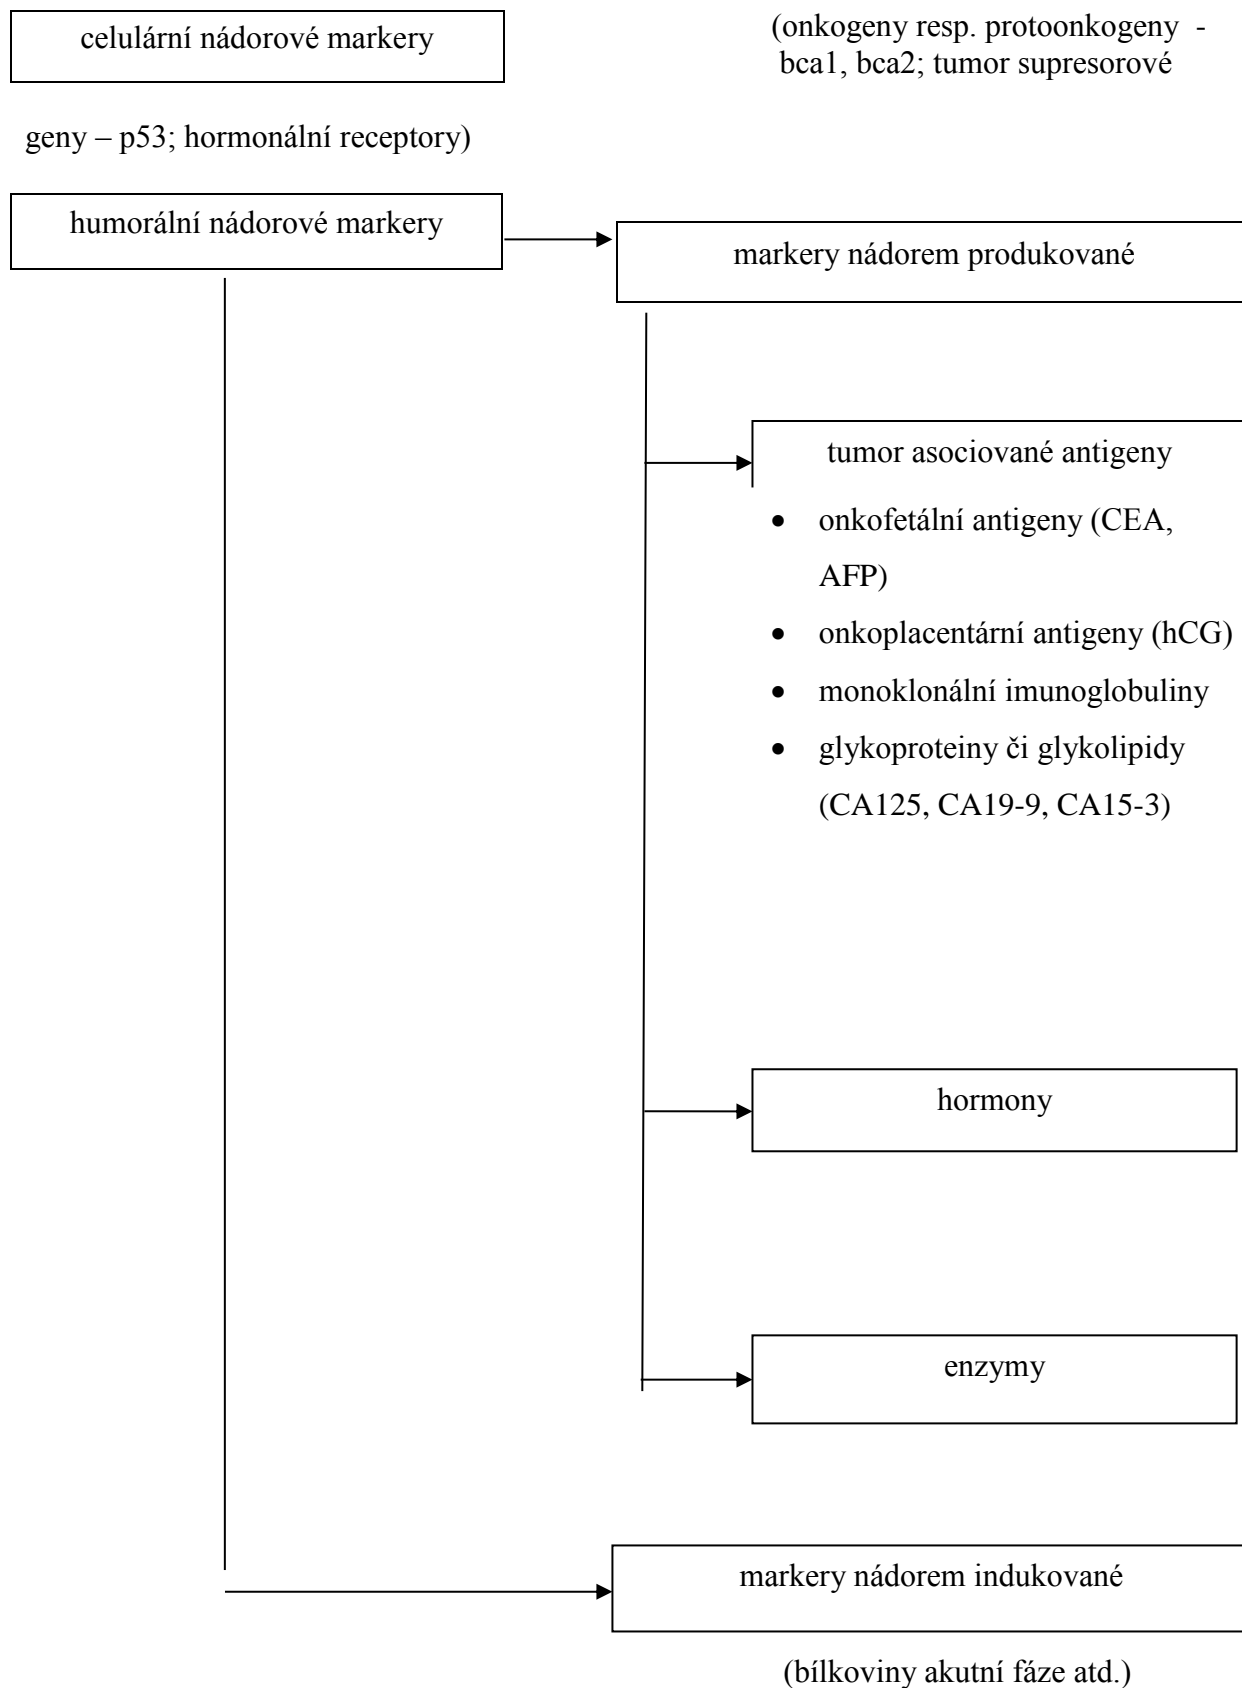 celulární nádorové markery
(onkogeny resp. protoonkogeny -
bca1, bca2; tumor supresorové
geny – p53; hormonální receptory)
humorální nádorové markery
markery nádorem produkované
tumor asociované antigeny
• onkofetální antigeny (CEA,
AFP)
• onkoplacentární antigeny (hCG)
• monoklonální imunoglobuliny
• glykoproteiny či glykolipidy
(CA125, CA19-9, CA15-3)
hormony
enzymy
markery nádorem indukované
(bílkoviny akutní fáze atd.)